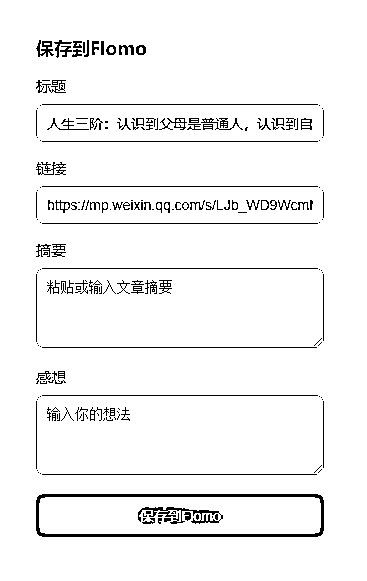 保存到Flomo
标题
人生三阶：认识到父母是普通人，认识到自
链接
https://mp.weixin.qq.com/s/LJb_WD9Wcm
摘要
粘贴或输入文章摘要
感想
输入你的想法
保存到Flomo